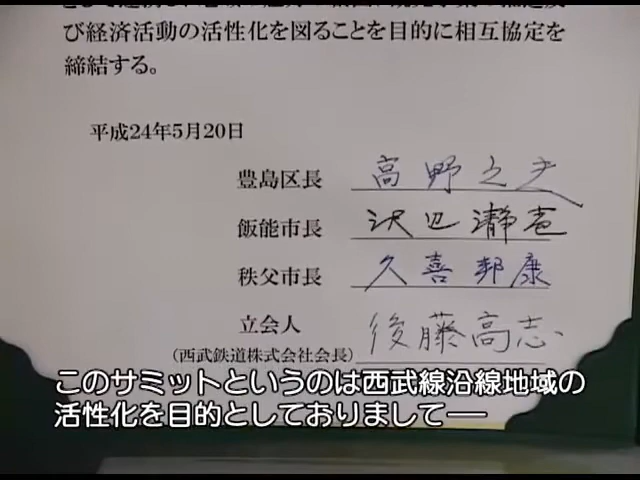 び経済活動の活性化を図ることを目的に相互協定を
締結する。
平成24年5月20日
豊島区長 高野之夫
飯能市長 沢辺瀞壱
秩父市長 久喜邦康
立会人 後藤高志
(西武鉄道株式会社会長)
このサミットというのは西武線沿線地域の
活性化を目的としておりまして――